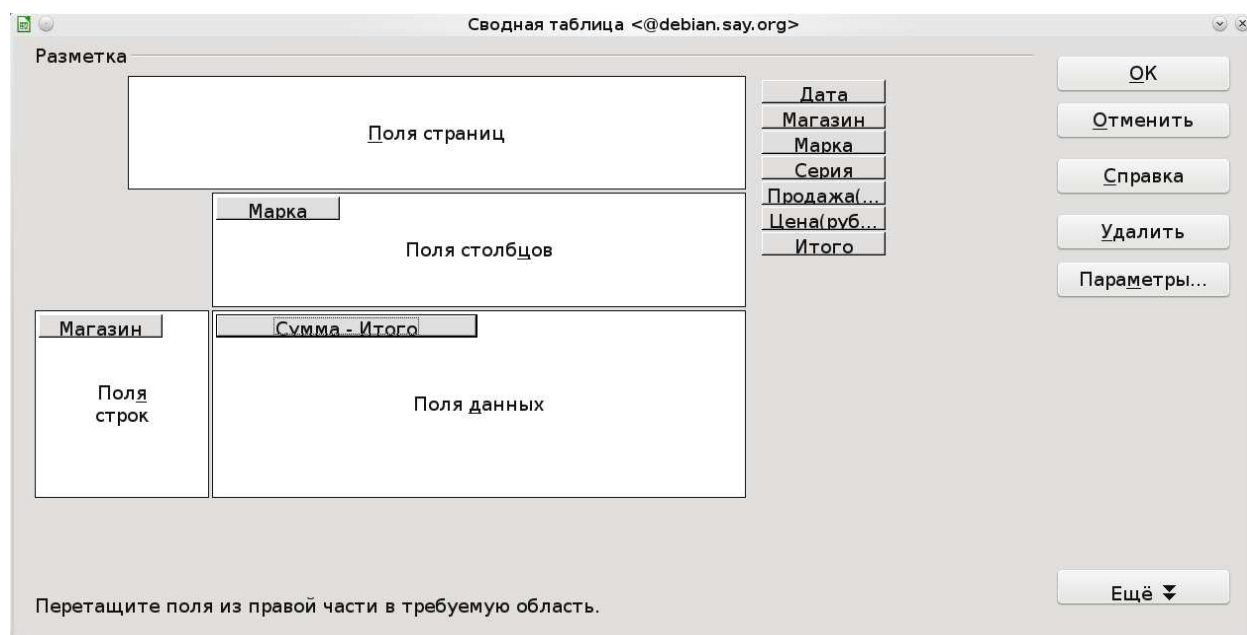 Сводная таблица <@debian.say.org>
Разметка
Поля страниц
Марка
Поля столбцов
Магазин
Поля
строк
Сумма - Итого
Поля данных
Дата
Магазин
Марка
Серия
Продажа(...
Цена(руб...
Итого
OK
Отменить
Справка
Удалить
Параметры...
Ещё
Перетащите поля из правой части в требуемую область.